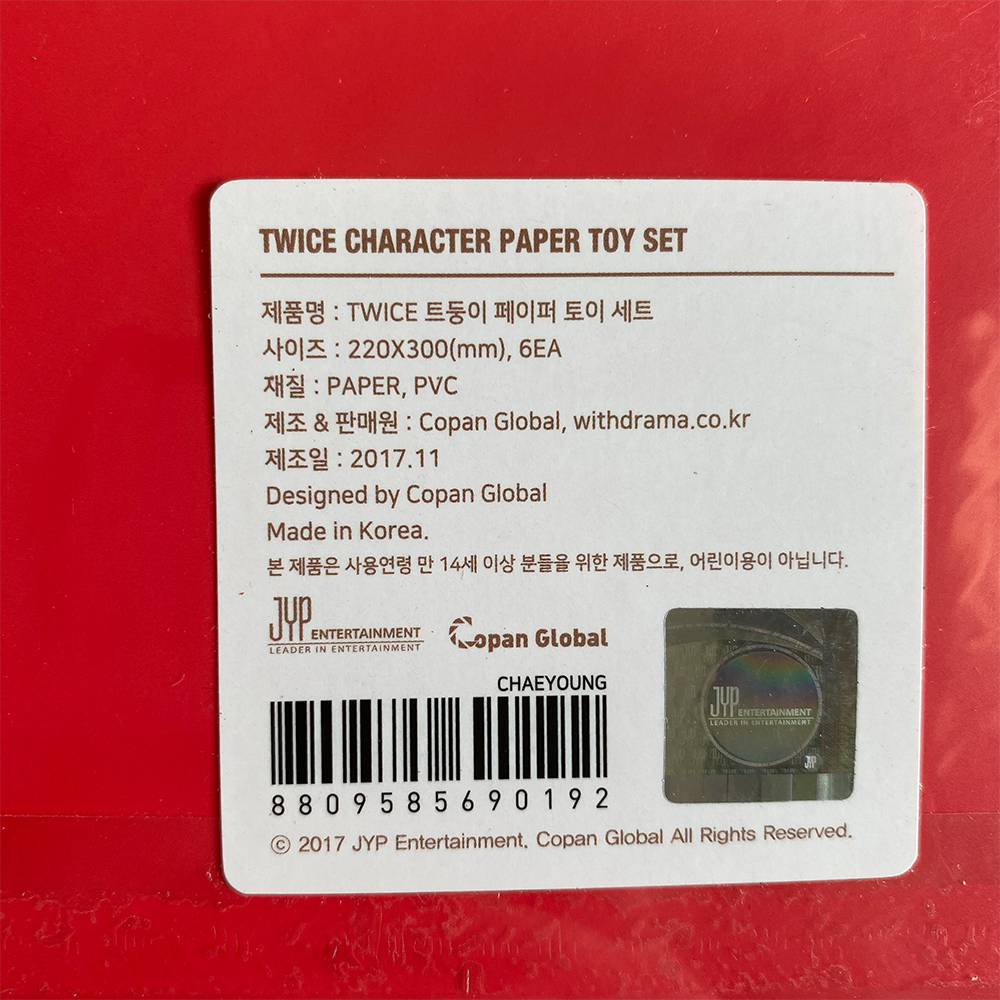 TWICE CHARACTER PAPER TOY SET
제품명 : TWICE 트둥이 페이퍼 토이 세트
사이즈 : 220X300(mm), 6EA
재질 : PAPER, PVC
제조 & 판매원 : Copan Global, withdrama.co.kr
제조일 : 2017.11
Designed by Copan Global
Made in Korea.
본 제품은 사용연령 만 14세 이상 분들을 위한 제품으로, 어린이용이 아닙니다.
JYP ENTERTAINMENT
LEADER IN ENTERTAINMENT
Copan Global
CHAEYOUNG
8809585690192
JYP ENTERTAINMENT
LEADER IN ENTERTAINMENT
JYP
© 2017 JYP Entertainment, Copan Global All Rights Reserved.